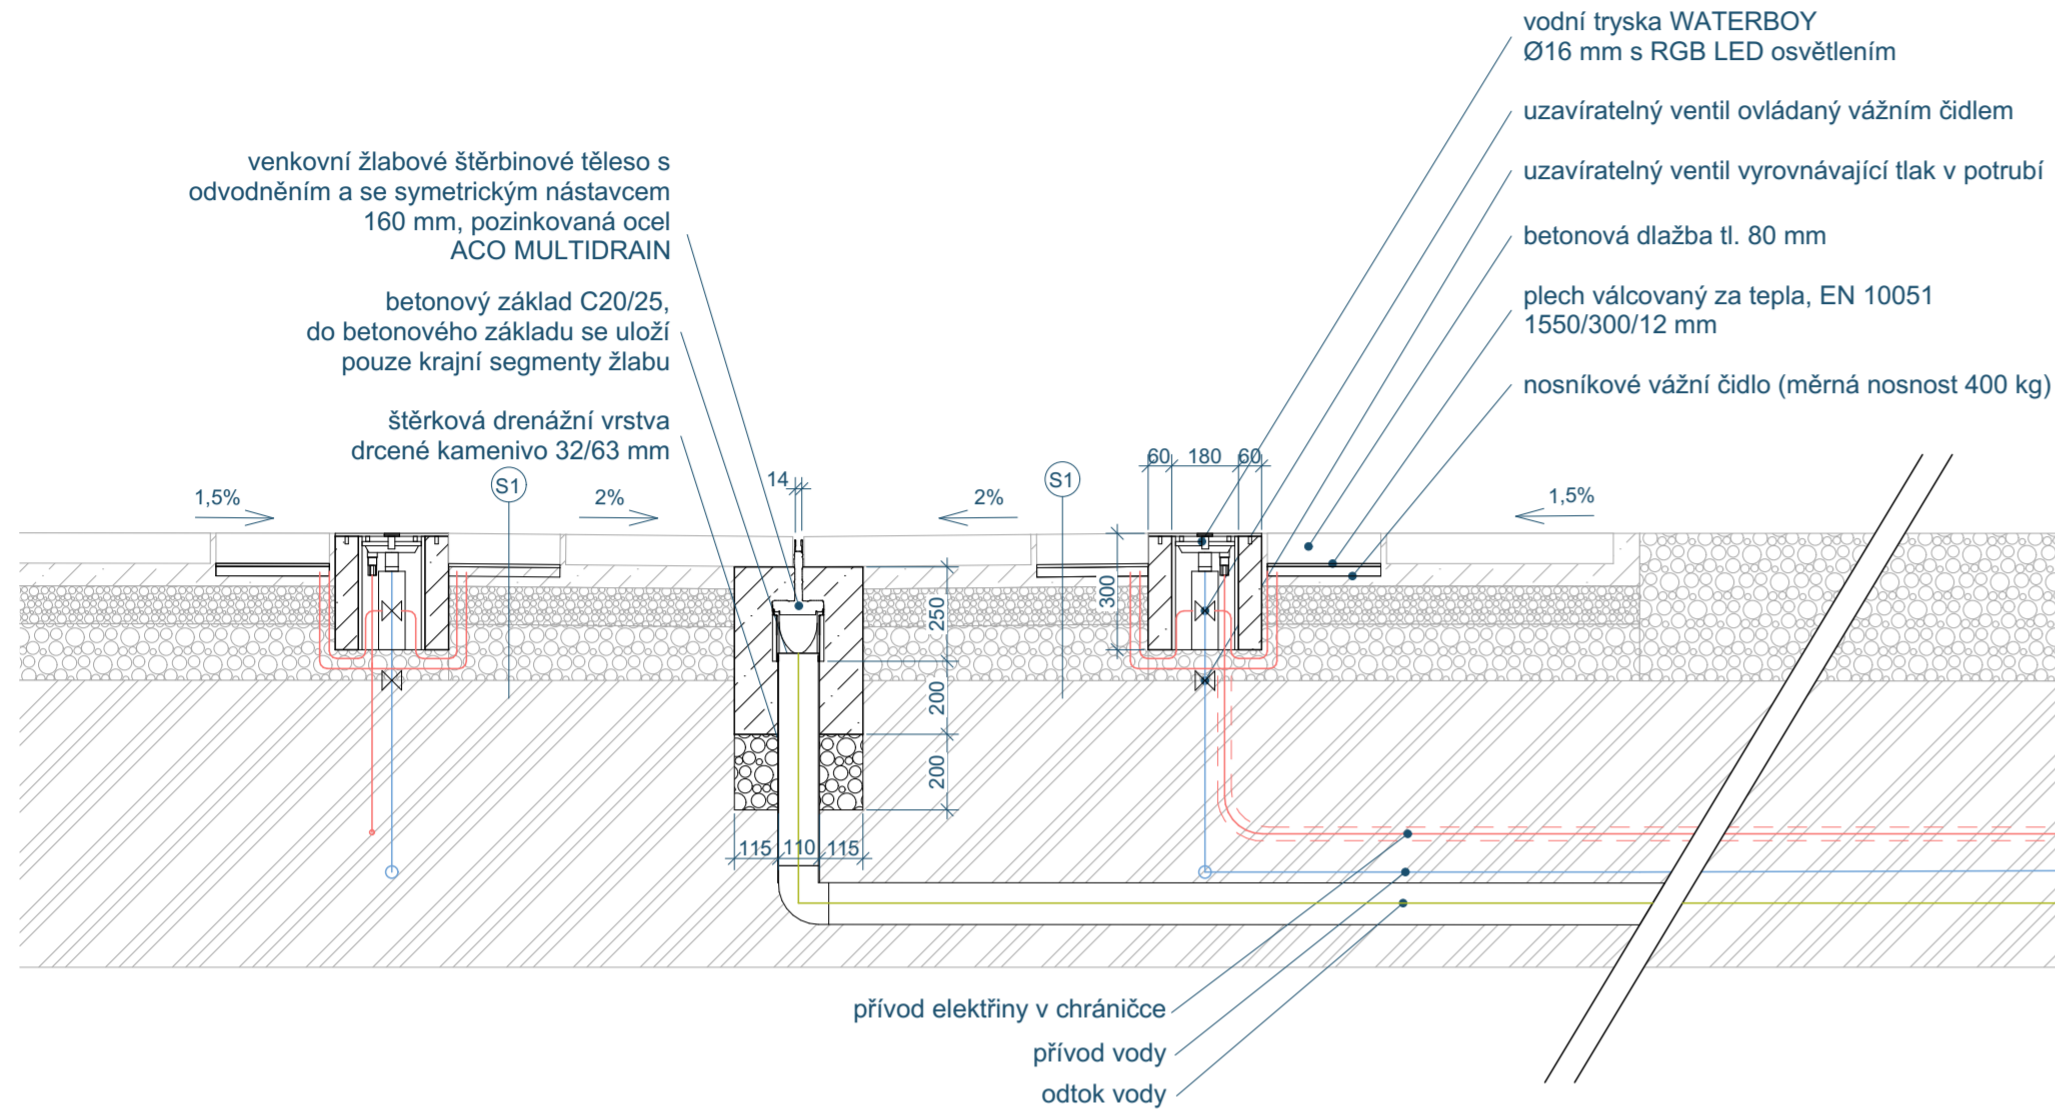 vodní tryska WATERBOY
Ø16 mm s RGB LED osvětlením
uzavíratelný ventil ovládaný vážním čidlem
uzavíratelný ventil vyrovnávající tlak v potrubí
betonová dlažba tl. 80 mm
plech válcovaný za tepla, EN 10051
1550/300/12 mm
nosníkové vážní čidlo (měrná nosnost 400 kg)
venkovní žlabové štěrbinové těleso s
odvodněním a se symetrickým nástavcem
160 mm, pozinkovaná ocel
ACO MULTIDRAIN
betonový základ C20/25,
do betonového základu se uloží
pouze krajní segmenty žlabu
štěrková drenážní vrstva
drcené kamenivo 32/63 mm
1,5%
S1
2%
14
2%
S1
60 180 60
1,5%
300
250
200
200
115 110 115
přívod elektřiny v chráničce
přívod vody
odtok vody